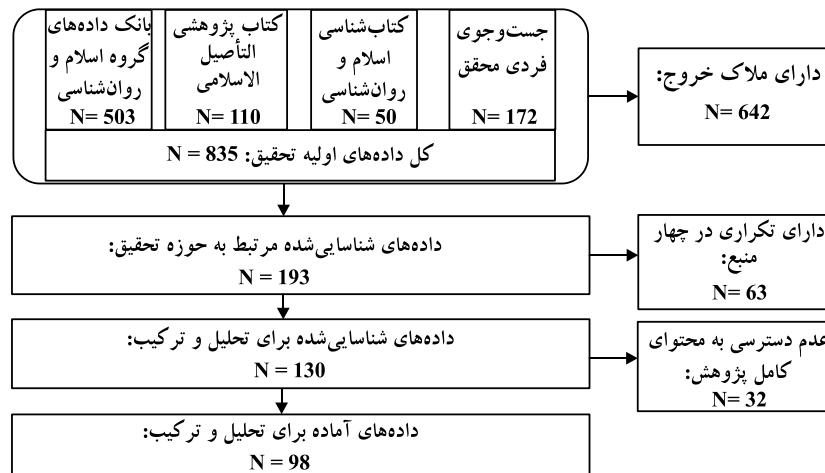 جست‌وجوی
فردی محقق
N= 172
کتاب‌شناسی
اسلام و
روان‌شناسی
N= 50
کتاب پژوهشی
التأصیل
الاسلامی
N= 110
بانک داده‌های
گروه اسلام و
روان‌شناسی
N= 503
کل داده‌های اولیه تحقیق: N = 835
دارای ملاک خروج:
N= 642
داده‌های شناسایی‌شده مرتبط به حوزه تحقیق:
N = 193
دارای تکراری در چهار
منبع:
N= 63
داده‌های شناسایی‌شده برای تحلیل و ترکیب:
N = 130
عدم دسترسی به محتوای
کامل پژوهش:
N= 32
داده‌های آماده برای تحلیل و ترکیب:
N = 98